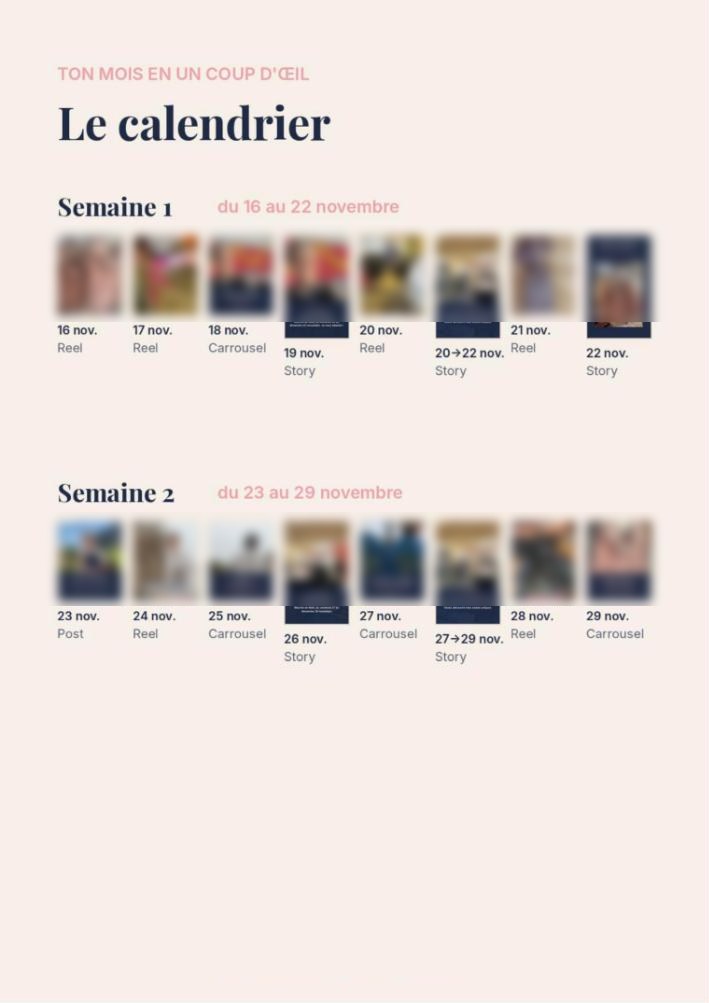 TON MOIS EN UN COUP D'ŒIL
Le calendrier
Semaine 1 du 16 au 22 novembre
16 nov.
Reel
17 nov.
Reel
18 nov.
Carrousel
19 nov.
Story
20 nov.
Reel
20→22 nov.
Story
21 nov.
Reel
22 nov.
Story
Semaine 2 du 23 au 29 novembre
23 nov.
Post
24 nov.
Reel
25 nov.
Carrousel
26 nov.
Story
27 nov.
Carrousel
27→29 nov.
Story
28 nov.
Reel
29 nov.
Carrousel